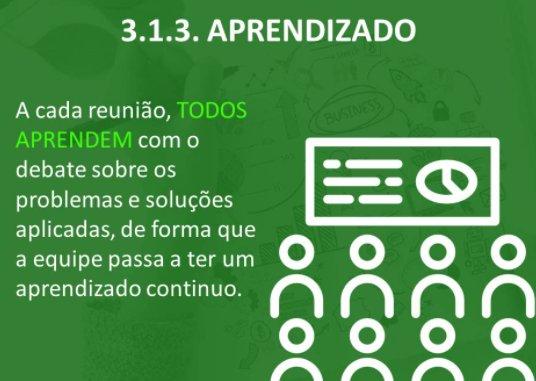 3.1.3. APRENDIZADO
A cada reunião, TODOS
APRENDEM com o
debate sobre os
problemas e soluções
aplicadas, de forma que
a equipe passa a ter um
aprendizado continuo.
BUSINESS